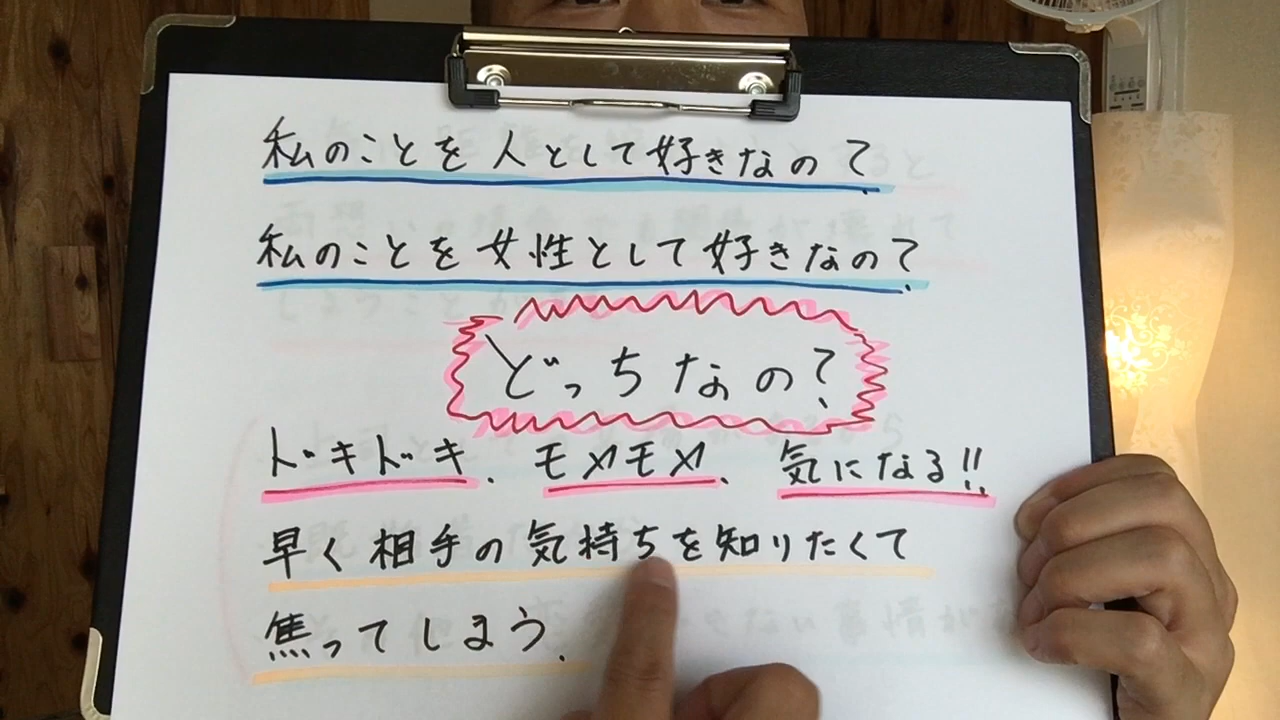 私のことを人として好きなの?
私のことを女性として好きなの?
どっちなの?
ドキドキ、モヤモヤ、気になる!!
早く相手の気持ちを知りたくて
焦ってしまう。